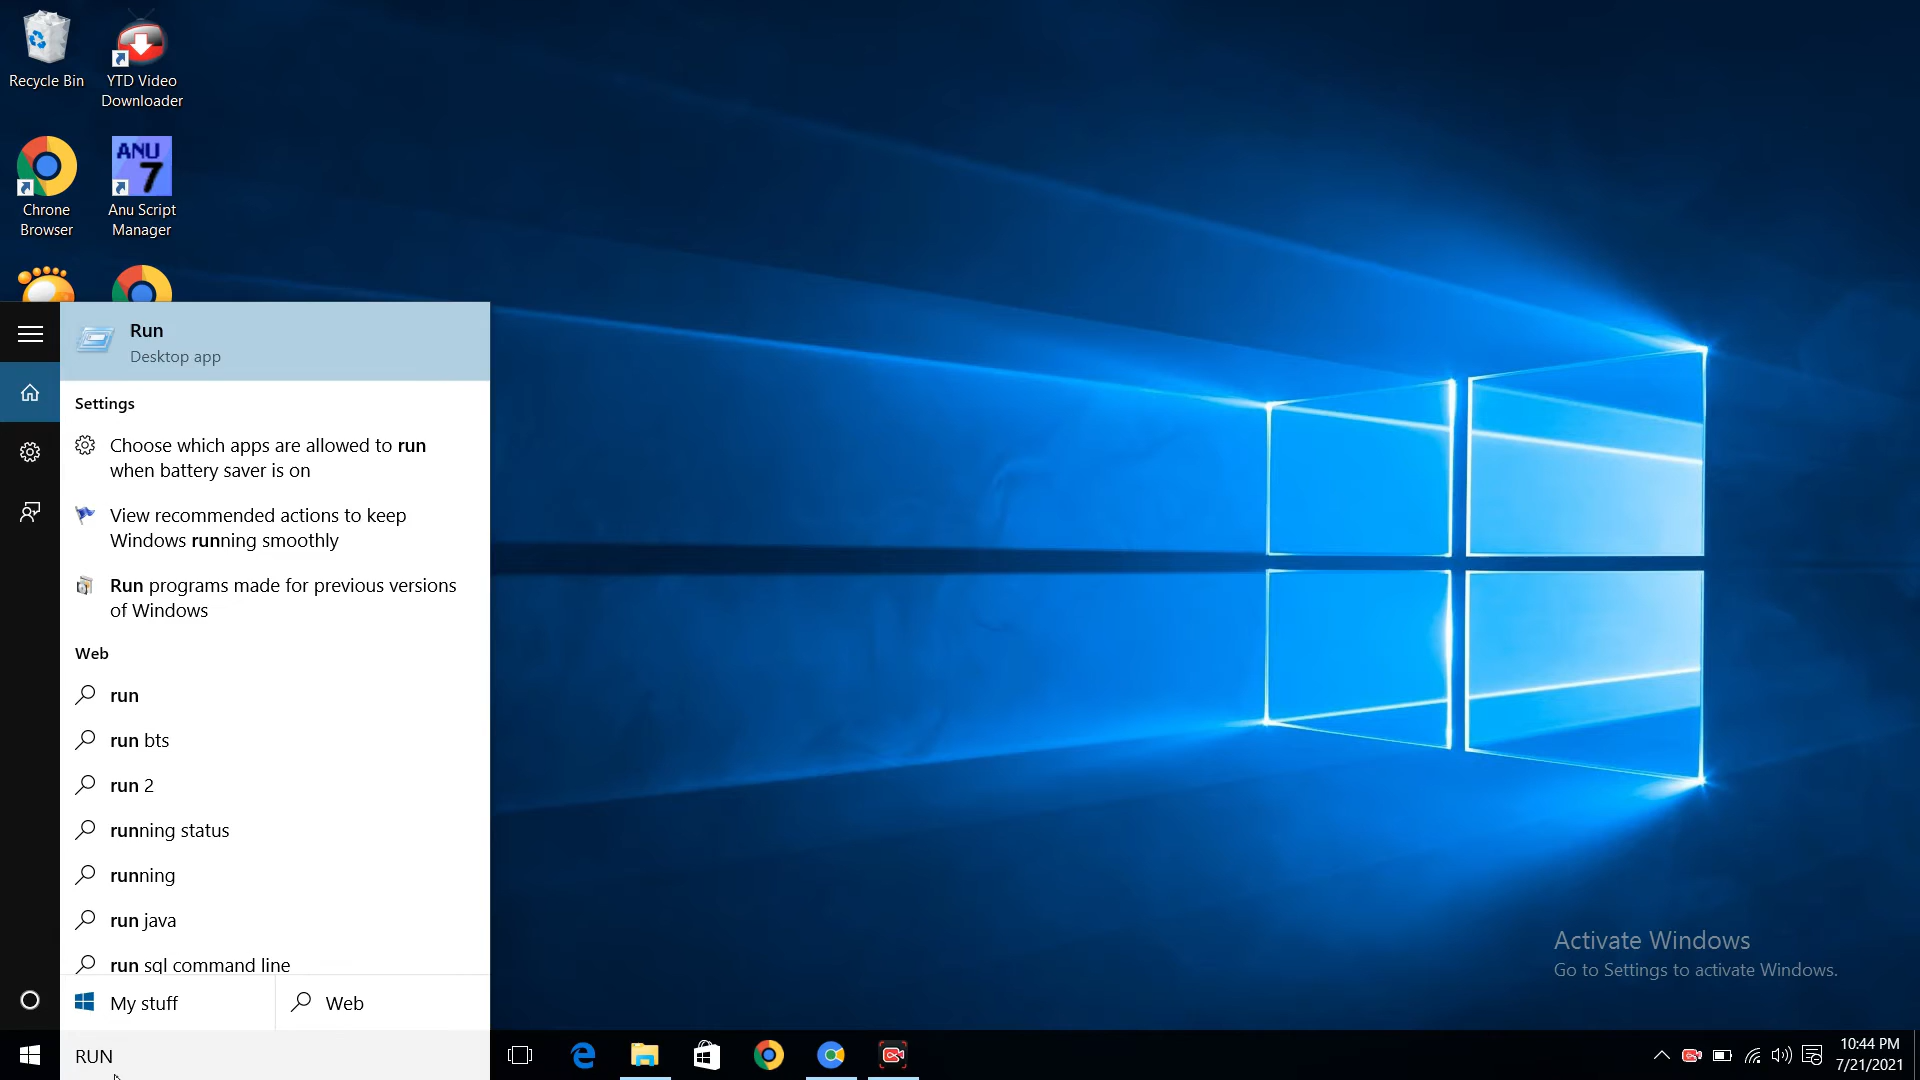 Recycle Bin
YTD Video
Downloader
Chrone
Browser
ANU
7
Anu Script
Manager
Run
Desktop app
Settings
Choose which apps are allowed to run
when battery saver is on
View recommended actions to keep
Windows running smoothly
Run programs made for previous versions
of Windows
Web
run
run bts
run 2
running status
running
run java
run sql command line
My stuff
Web
RUN
Activate Windows
Go to Settings to activate Windows.
10:44 PM
7/21/2021